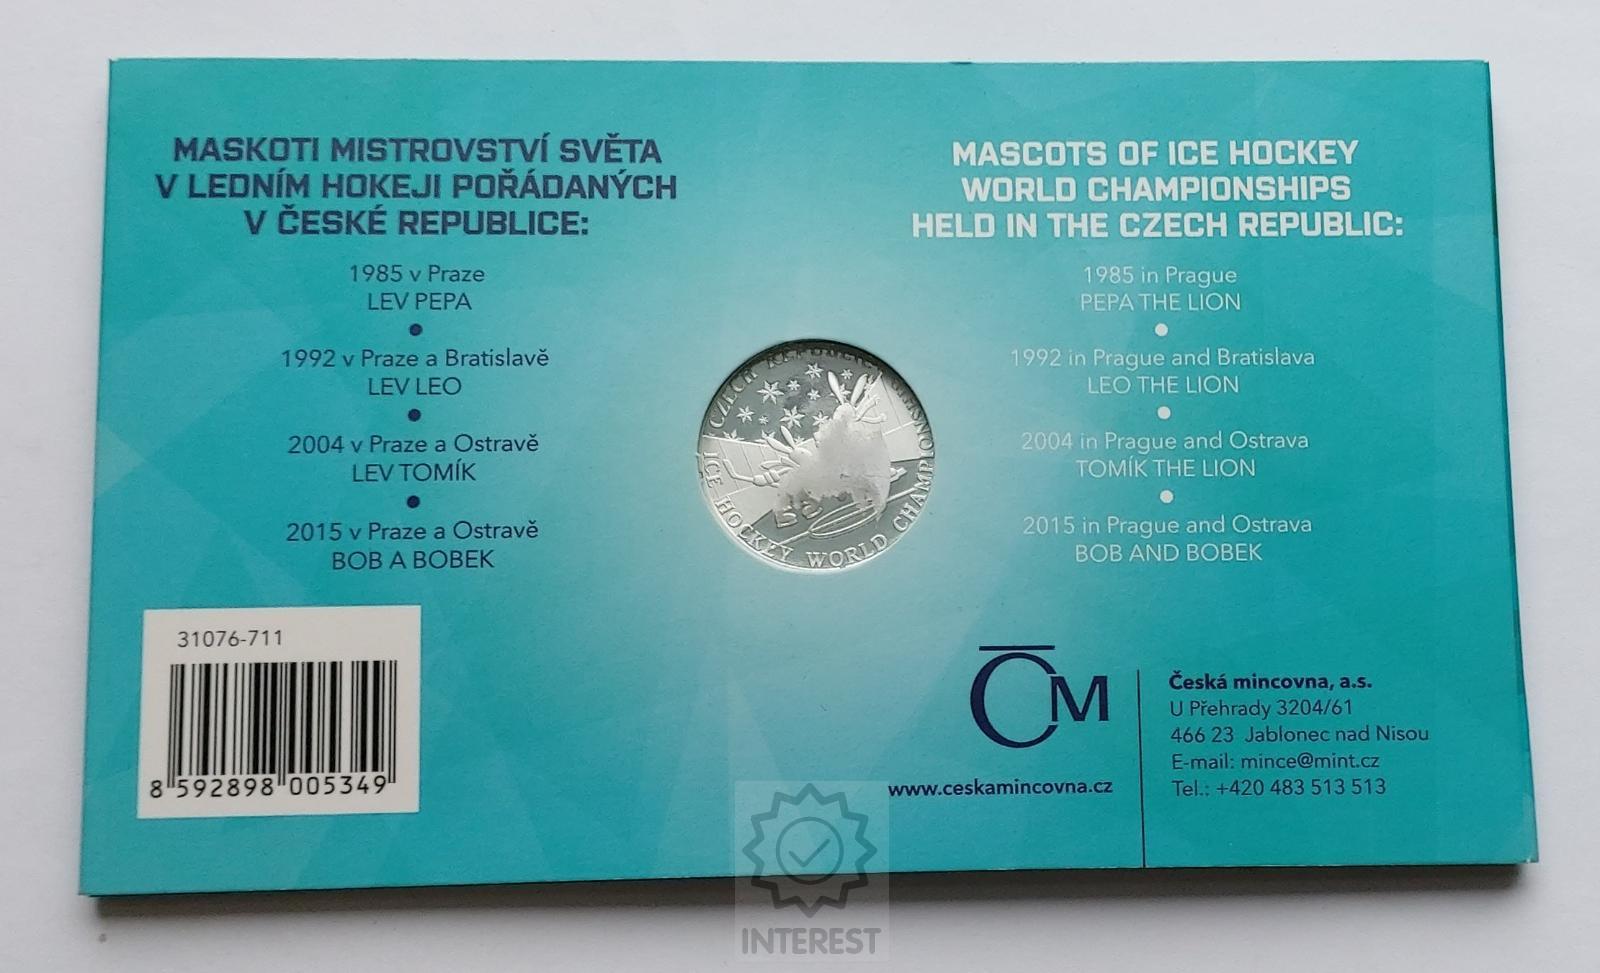 MASKOTI MISTROVSTVÍ SVĚTA
V LEDNÍM HOKEJI POŘÁDANÝCH
V ČESKÉ REPUBLICE:
1985 v Praze
LEV PEPA
1992 v Praze a Bratislavě
LEV LEO
2004 v Praze a Ostravě
LEV TOMÍK
2015 v Praze a Ostravě
BOB A BOBEK
31076-711
8 592898 005349
CZECH REPUBLIC
ICE HOCKEY WORLD CHAMPIONSHIP
MASCOTS OF ICE HOCKEY
WORLD CHAMPIONSHIPS
HELD IN THE CZECH REPUBLIC:
1985 in Prague
PEPA THE LION
1992 in Prague and Bratislava
LEO THE LION
2004 in Prague and Ostrava
TOMÍK THE LION
2015 in Prague and Ostrava
BOB AND BOBEK
ČM
www.ceskamincovna.cz
Česká mincovna, a.s.
U Přehrady 3204/61
466 23 Jablonec nad Nisou
E-mail: mince@mint.cz
Tel.: +420 483 513 513
INTEREST